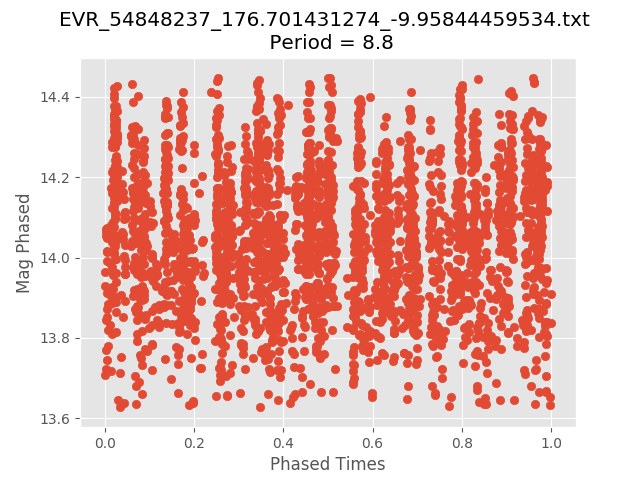 EVR_54848237_176.701431274_-9.95844459534.txt
Period = 8.8
14.4
14.2
14.0
13.8
13.6
Mag Phased
0.0 0.2 0.4 0.6 0.8 1.0
Phased Times